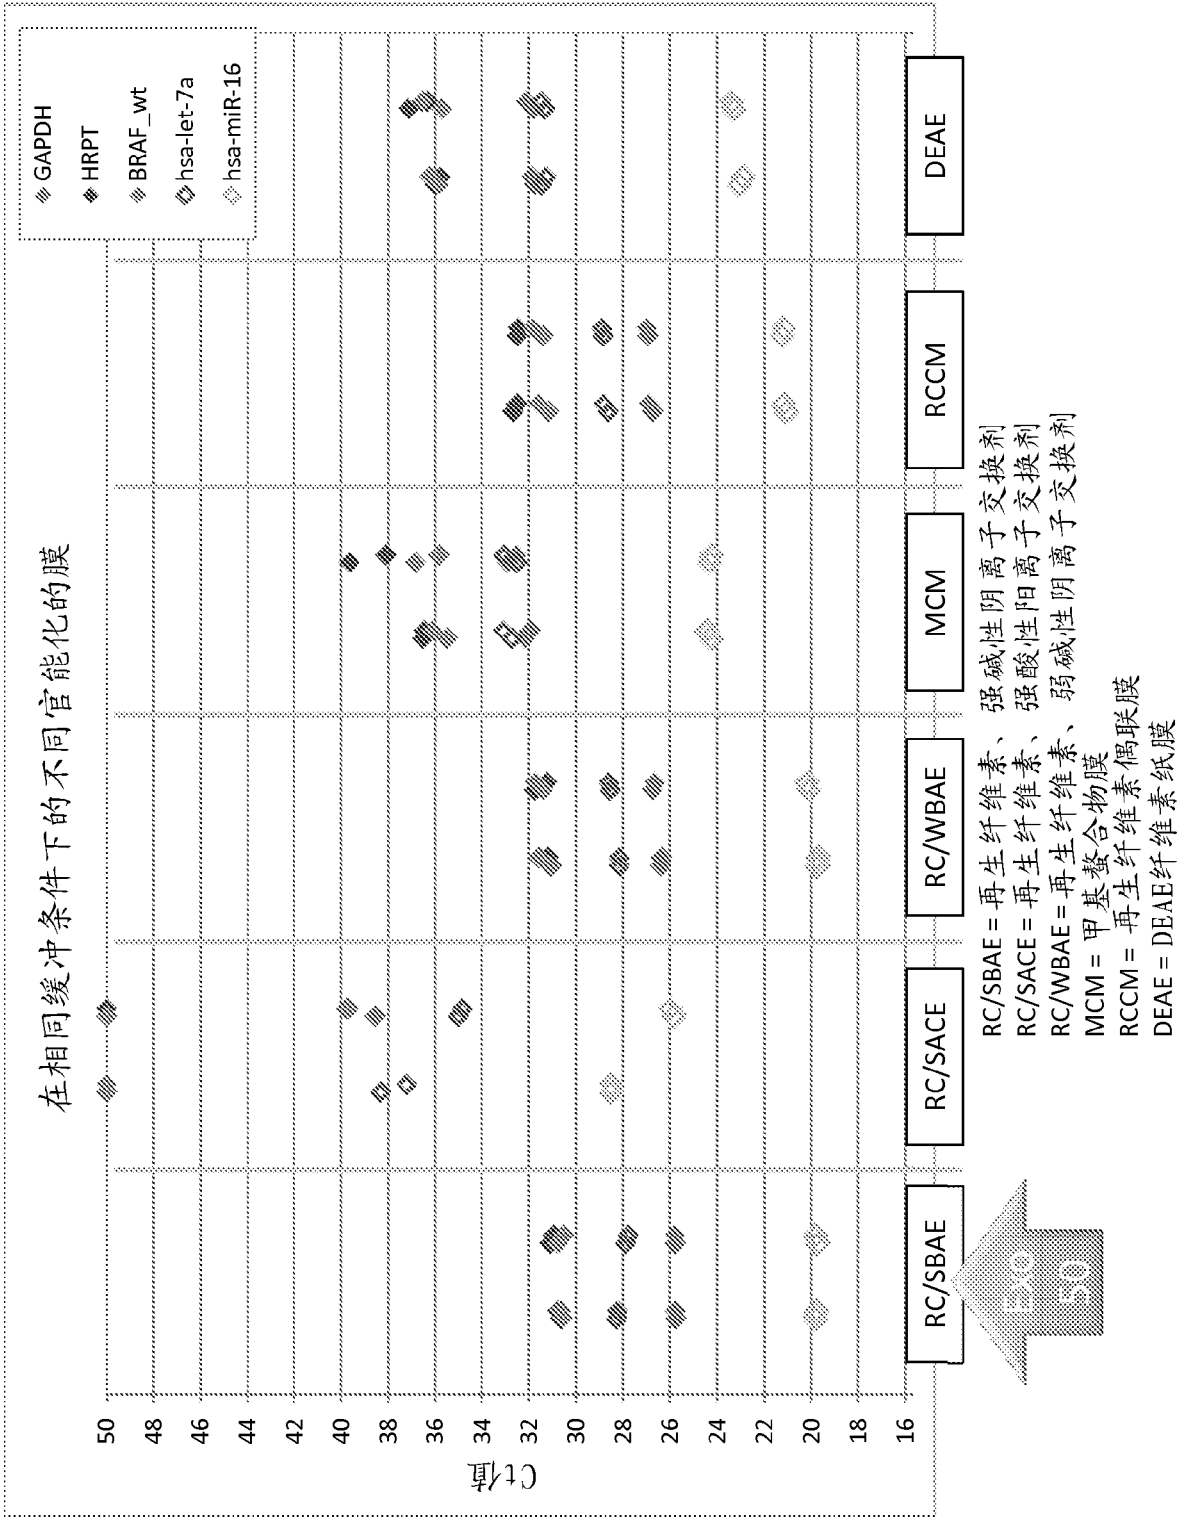 在相同缓冲条件下的不同官能化的膜
GAPDH
HRPT
BRAF_wt
hsa-let-7a
hsa-miR-16
Ct值
50
48
46
44
42
40
38
36
34
32
30
28
26
24
22
20
18
16
RC/SBAE
RC/SACE
RC/WBAE
MCM
RCCM
DEAE
Exo
50
RC/SBAE = 再生纤维素、强碱性阴离子交换剂
RC/SACE = 再生纤维素、强酸性阳离子交换剂
RC/WBAE = 再生纤维素、弱碱性阴离子交换剂
MCM = 甲基螯合物膜
RCCM = 再生纤维素偶联膜
DEAE = DEAE纤维素纸膜